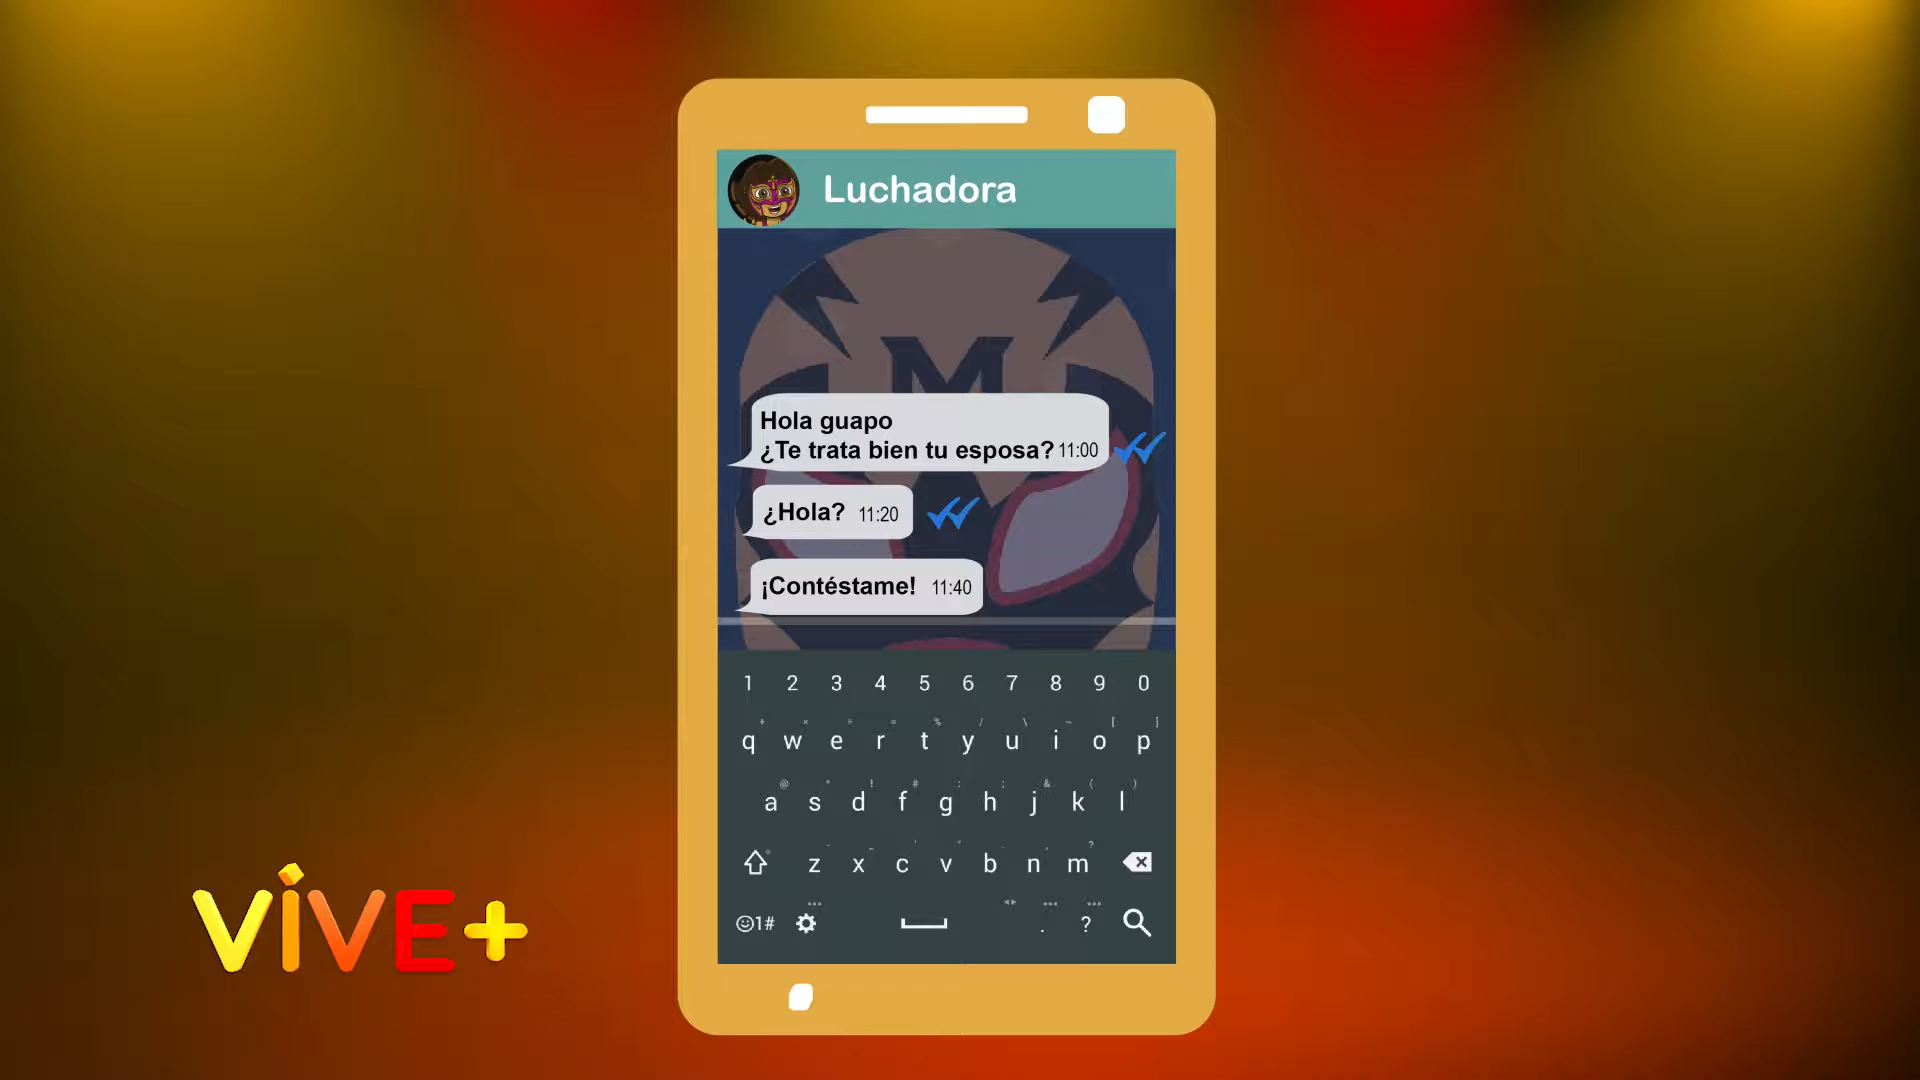 Luchadora
M
Hola guapo
¿Te trata bien tu esposa? 11:00
¿Hola? 11:20
¡Contéstame! 11:40
1 2 3 4 5 6 7 8 9 0
q w e r t y u i o p
a s d f g h j k l
z x c v b n m
1# . ?
VIVE+